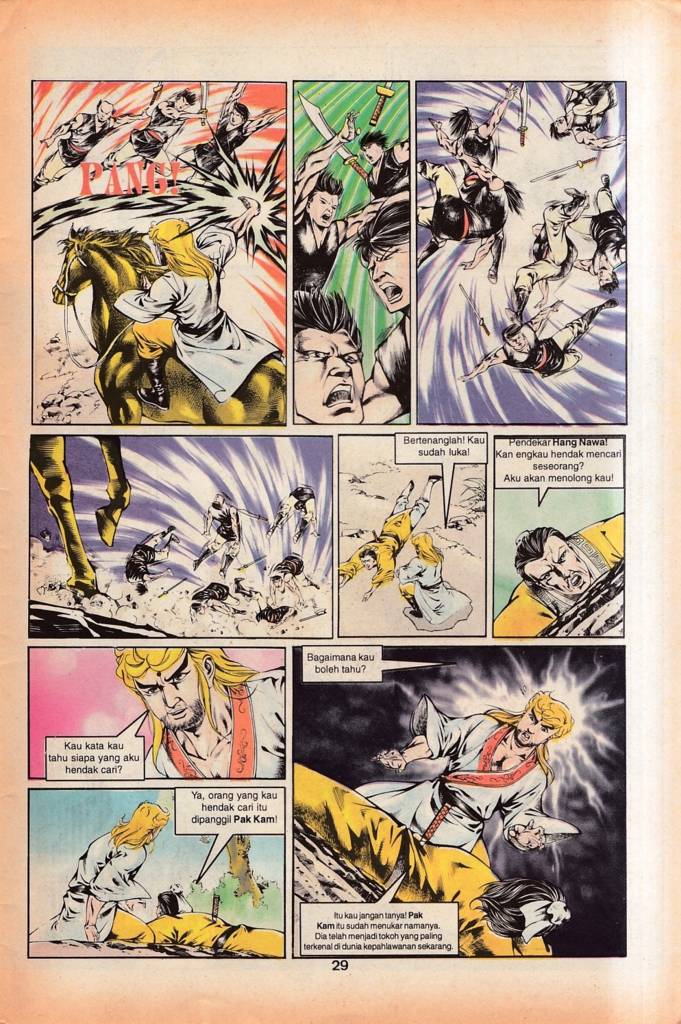 PANG!
Bertenanglah! Kau
sudah luka!
Pendekar Hang Nawa!
Kan engkau hendak mencari
seseorang?
Aku akan menolong kau!
Kau kata kau
tahu siapa yang aku
hendak cari?
Bagaimana kau
boleh tahu?
Ya, orang yang kau
hendak cari itu
dipanggil Pak Kam!
Itu kau jangan tanya! Pak
Kam itu sudah menukar namanya.
Dia telah menjadi tokoh yang paling
terkenal di dunia kepahlawanan sekarang.
29